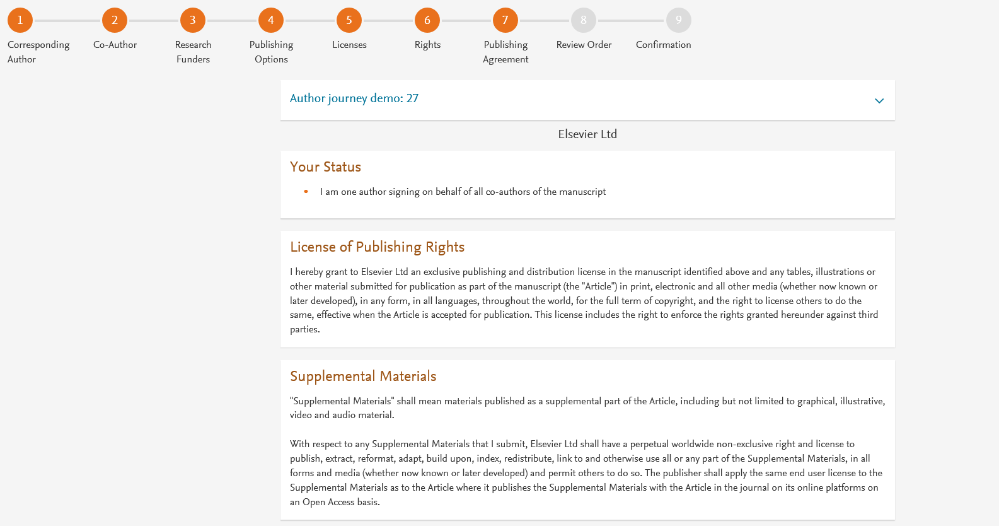 1 2 3 4 5 6 7 8 9
Corresponding Co-Author Research Publishing Licenses Rights Publishing Review Order Confirmation
Author Funders Options Agreement
Author journey demo: 27
Elsevier Ltd
Your Status
• I am one author signing on behalf of all co-authors of the manuscript
License of Publishing Rights
I hereby grant to Elsevier Ltd an exclusive publishing and distribution license in the manuscript identified above and any tables, illustrations or
other material submitted for publication as part of the manuscript (the "Article") in print, electronic and all other media (whether now known or
later developed), in any form, in all languages, throughout the world, for the full term of copyright, and the right to license others to do the
same, effective when the Article is accepted for publication. This license includes the right to enforce the rights granted hereunder against third
parties.
Supplemental Materials
"Supplemental Materials" shall mean materials published as a supplemental part of the Article, including but not limited to graphical, illustrative,
video and audio material.
With respect to any Supplemental Materials that I submit, Elsevier Ltd shall have a perpetual worldwide non-exclusive right and license to
publish, extract, reformat, adapt, build upon, index, redistribute, link to and otherwise use all or any part of the Supplemental Materials, in all
forms and media (whether now known or later developed) and permit others to do so. The publisher shall apply the same end user license to the
Supplemental Materials as to the Article where it publishes the Supplemental Materials with the Article in the journal on its online platforms on
an Open Access basis.